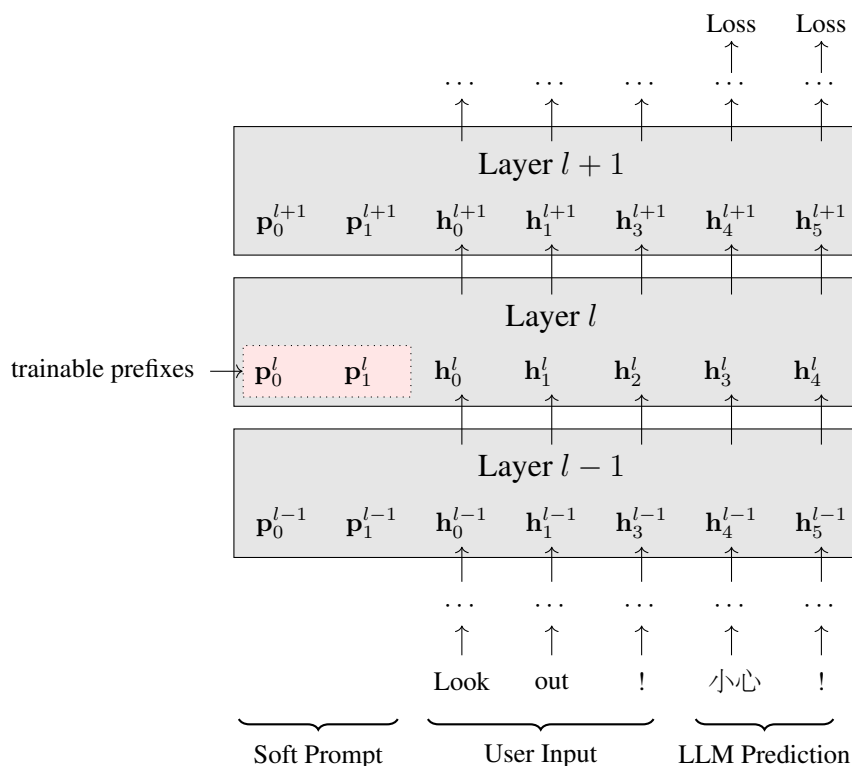 Loss Loss
... ... ... ... ...
Layer l + 1
p_0^{l+1} p_1^{l+1} h_0^{l+1} h_1^{l+1} h_3^{l+1} h_4^{l+1} h_5^{l+1}
Layer l
trainable prefixes p_0^l p_1^l h_0^l h_1^l h_2^l h_3^l h_4^l
Layer l − 1
p_0^{l−1} p_1^{l−1} h_0^{l−1} h_1^{l−1} h_3^{l−1} h_4^{l−1} h_5^{l−1}
... ... ... ... ...
Look out ! 小心 !
Soft Prompt User Input LLM Prediction